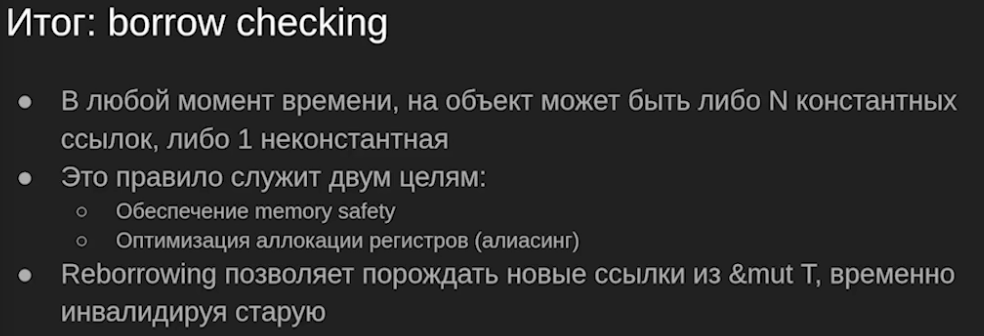 Итог: borrow checking
● В любой момент времени, на объект может быть либо N константных
ссылок, либо 1 неконстантная
● Это правило служит двум целям:
○ Обеспечение memory safety
○ Оптимизация аллокации регистров (алиасинг)
● Reborrowing позволяет порождать новые ссылки из &mut T, временно
инвалидируя старую